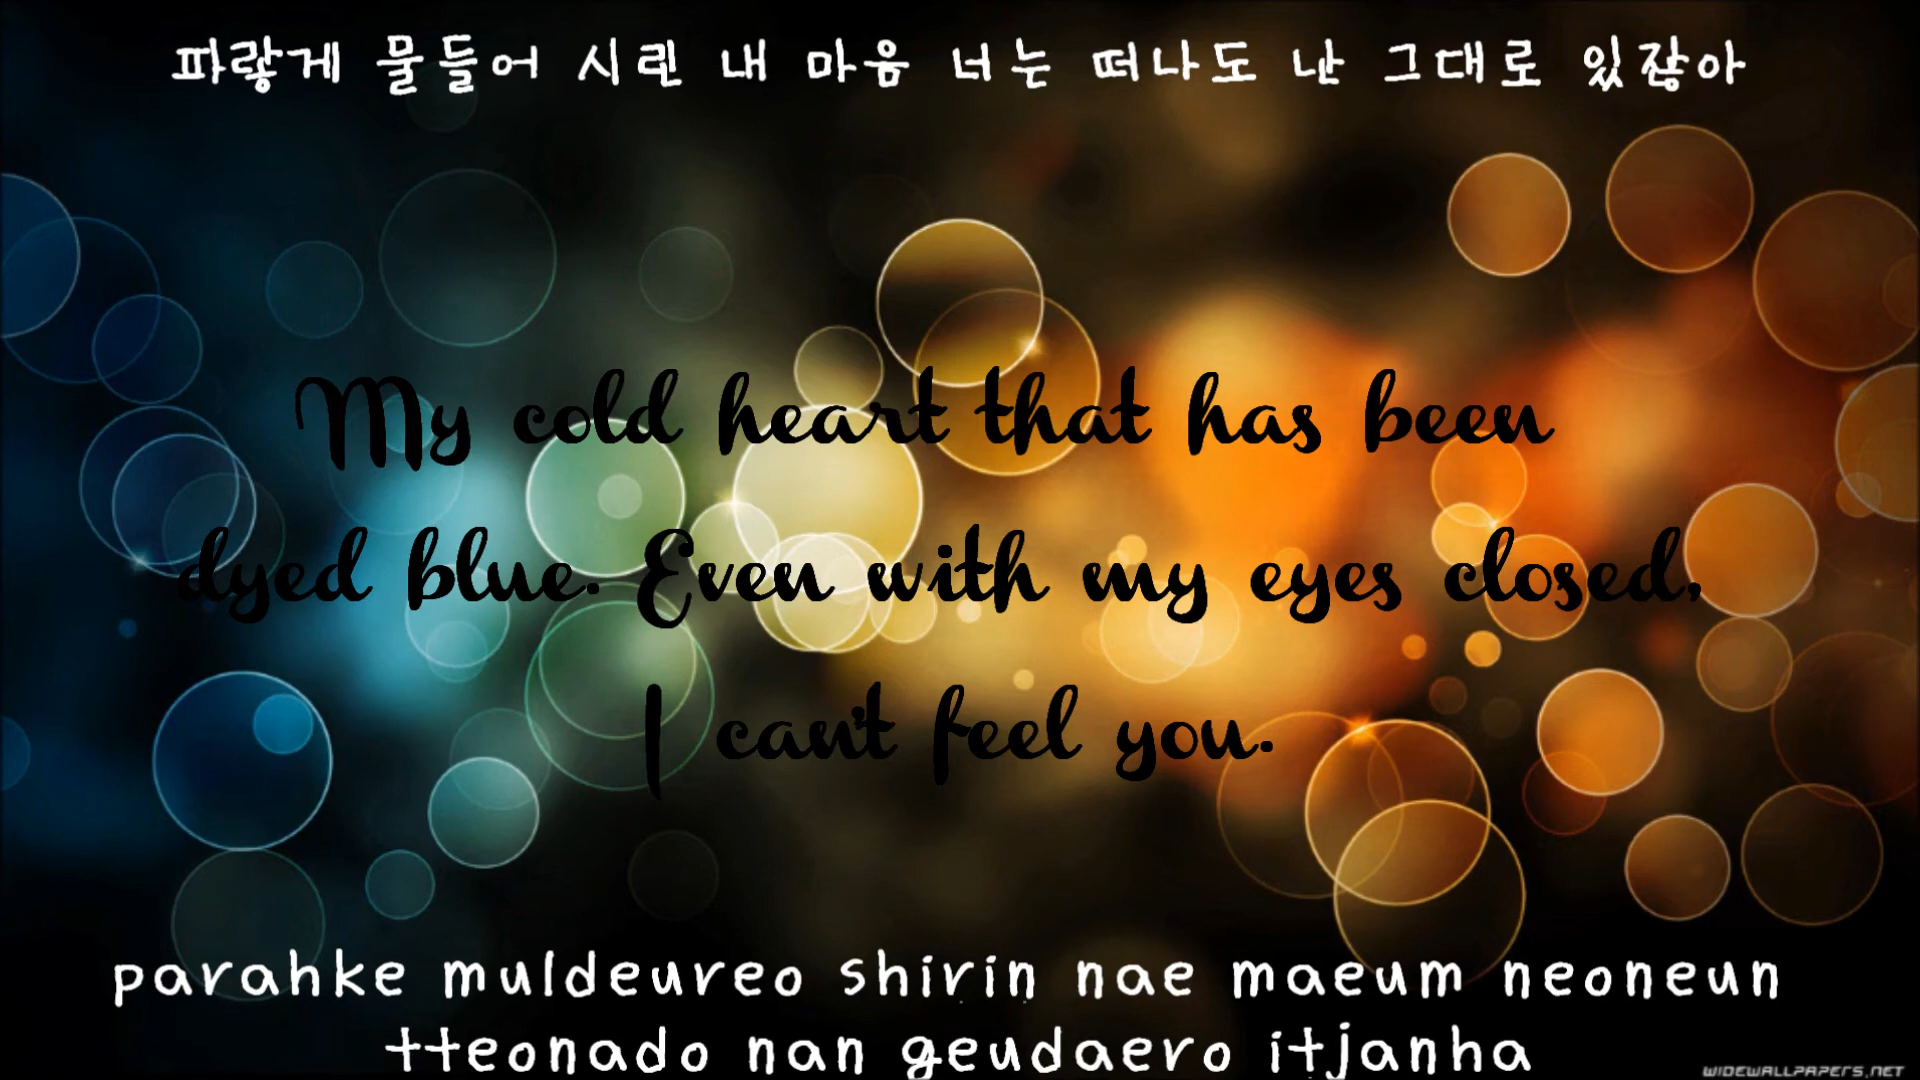 파랗게 물들어 시린 내 마음 너는 떠나도 난 그대로 있잖아
My cold heart that has been
dyed blue. Even with my eyes closed,
I can't feel you.
parahke muldeureo shirin nae maeum neoneun
tteonado nan geudaero itjanha
WIDEWALLPAPERS.NET